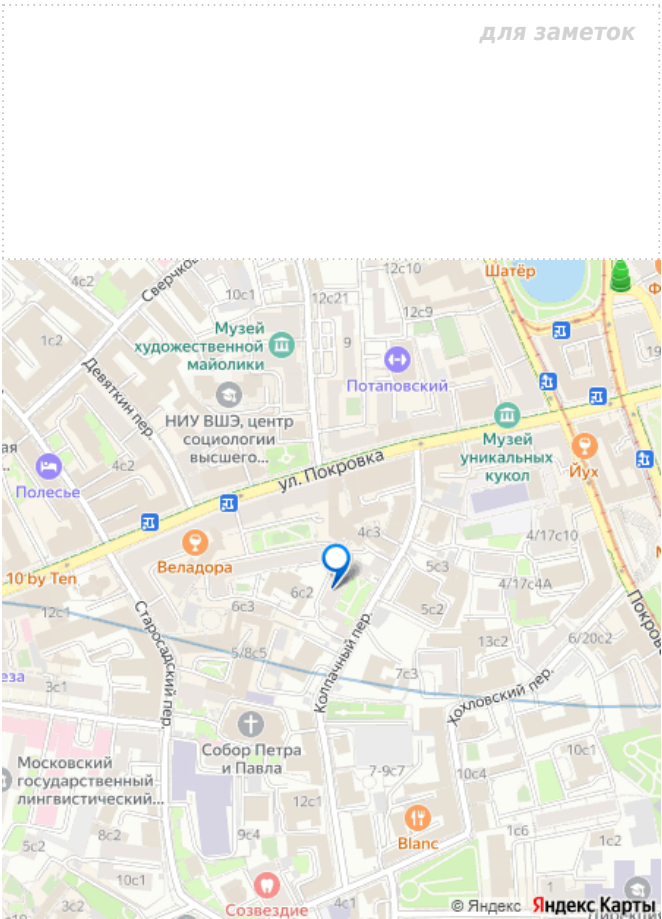 для заметок
4с2
Сверчко
10с1
12с10
Шатёр
Ф
12с21
1с2
Музей
художественной
майолики
9
12с9
19
Потаповский
Девяткин пер.
НИУ ВШЭ, центр
социологии
высшего...
ул. Покровка
Музей
уникальных
кукол
Йух
ая
...
4с2
Полесье
4с3
4/17с10
Веладора
10 by Ten
5с3
4/17с4А
6с2
6с3
5с2
12с1
Старосадский пер.
5/8с5
Колпачный пер.
13с2
6/20с2
Покров
еза
3с1
7с3
Хохловский пер.
Собор Петра
и Павла
Московский
государственный
лингвистический...
7-9с7
10с4
10с1
12с1
Blanc
1с6
1с2
5с2
8с2
9с4
10с1
3с2
Созвездие
4с1
© Яндекс Яндекс Карты